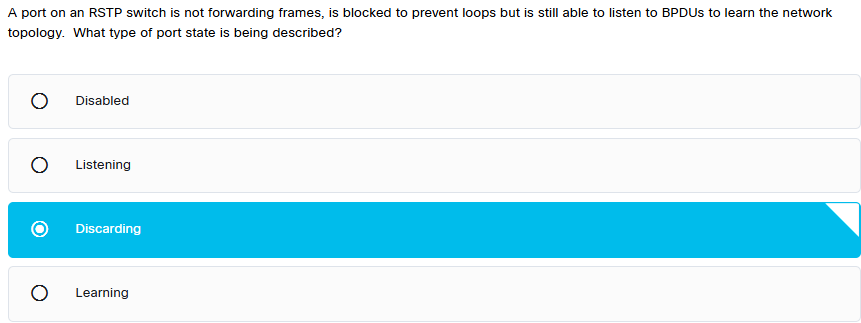 A port on an RSTP switch is not forwarding frames, is blocked to prevent loops but is still able to listen to BPDUs to learn the network
topology.  What type of port state is being described?
Disabled
Listening
Discarding
Learning